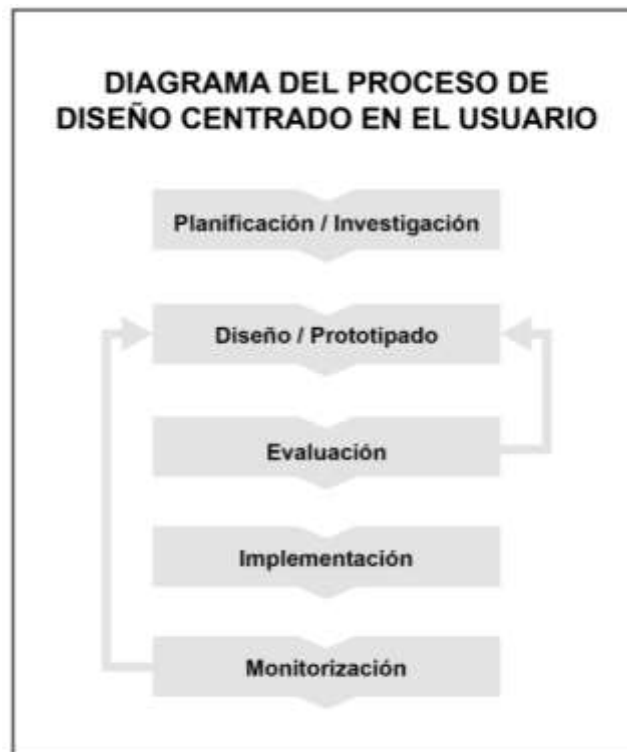 DIAGRAMA DEL PROCESO DE
DISEÑO CENTRADO EN EL USUARIO
Planificación / Investigación
Diseño / Prototipado
Evaluación
Implementación
Monitorización